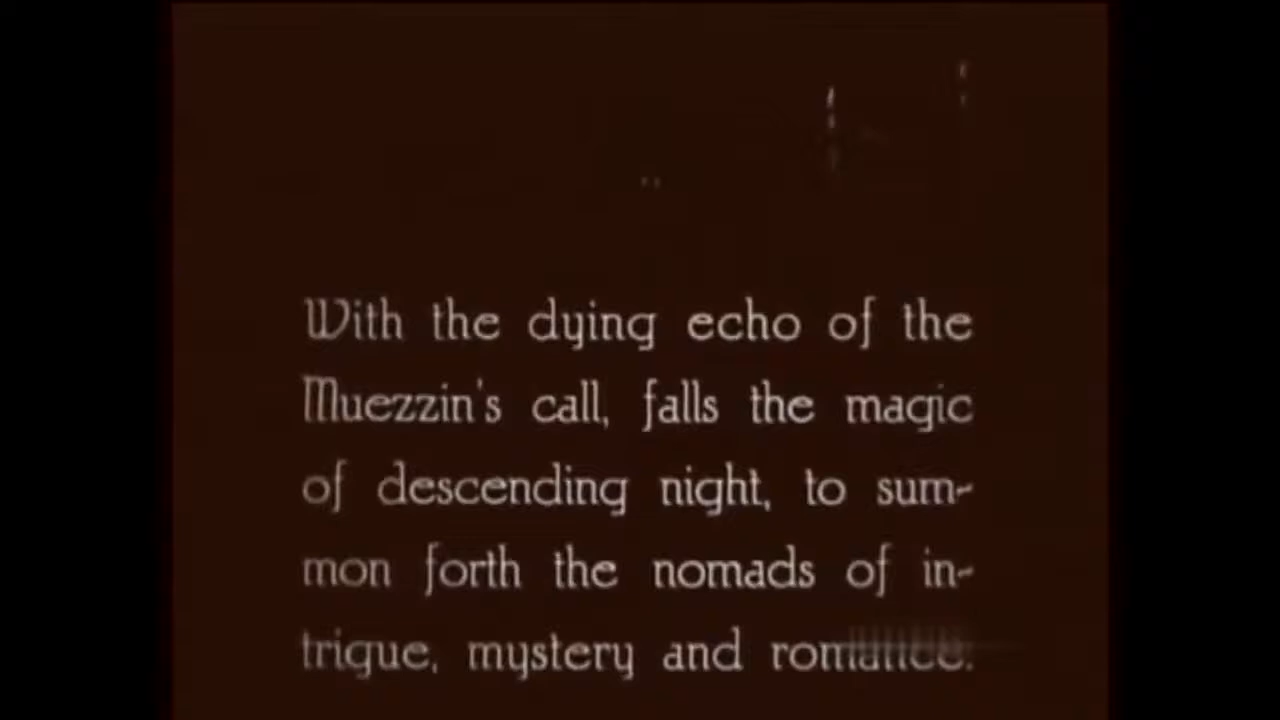 With the dying echo of the
Muezzin's call, falls the magic
of descending night, to sum-
mon forth the nomads of in-
trigue, mystery and romance.